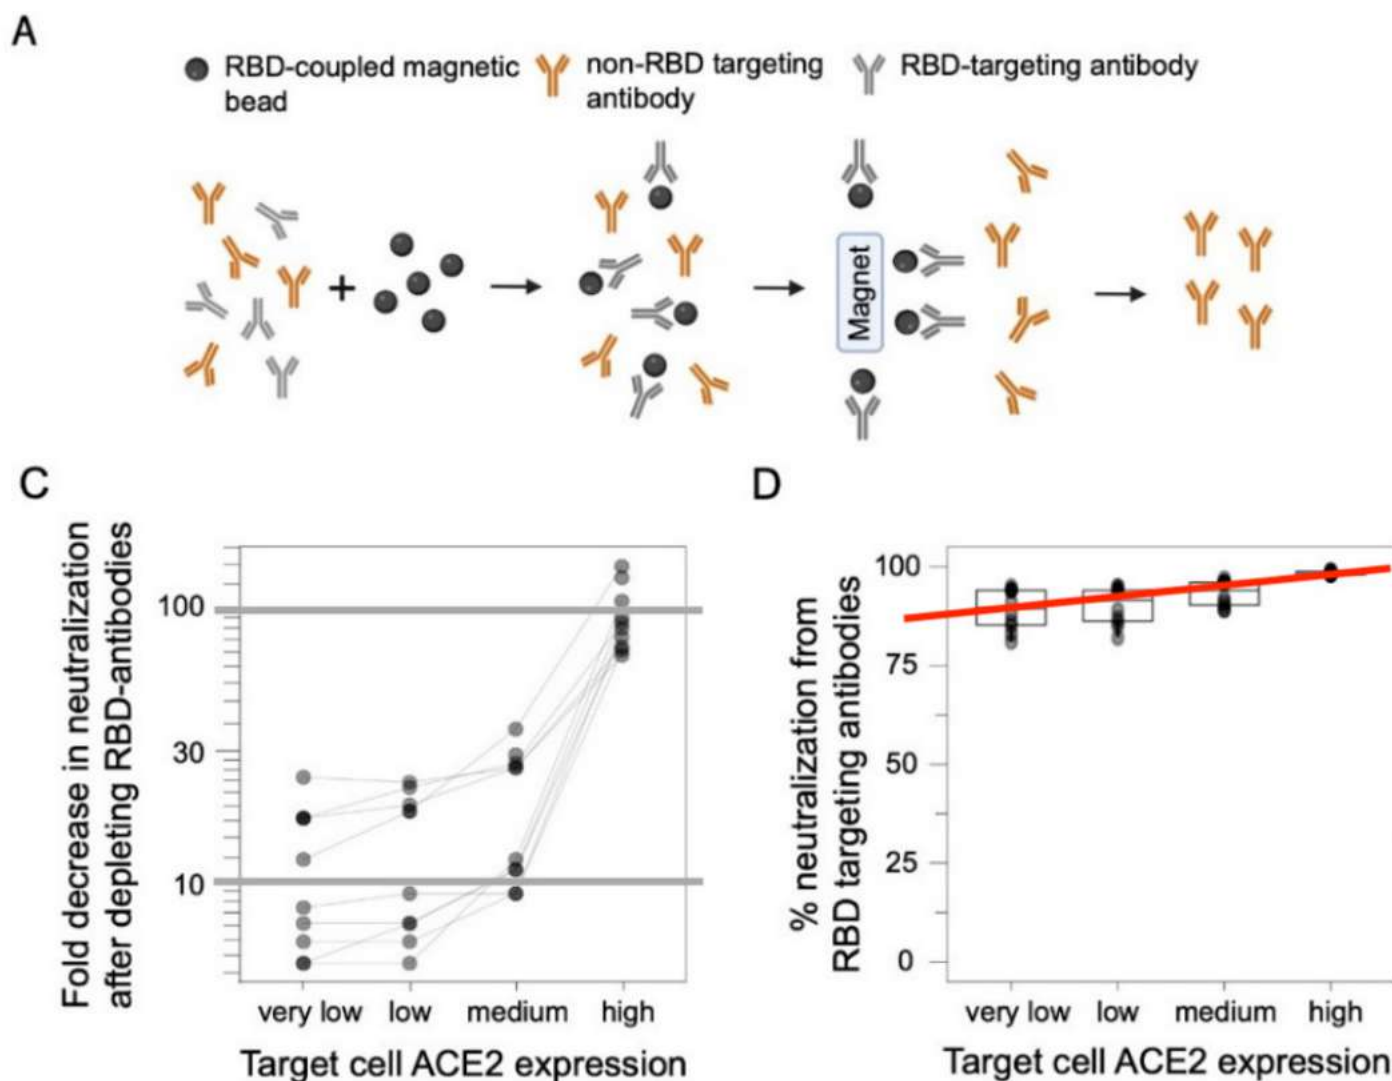 A
RBD-coupled magnetic
bead
non-RBD targeting
antibody
RBD-targeting antibody
Magnet
C
Fold decrease in neutralization
after depleting RBD-antibodies
100
30
10
very low low medium high
Target cell ACE2 expression
D
% neutralization from
RBD targeting antibodies
100
75
50
25
0
very low low medium high
Target cell ACE2 expression